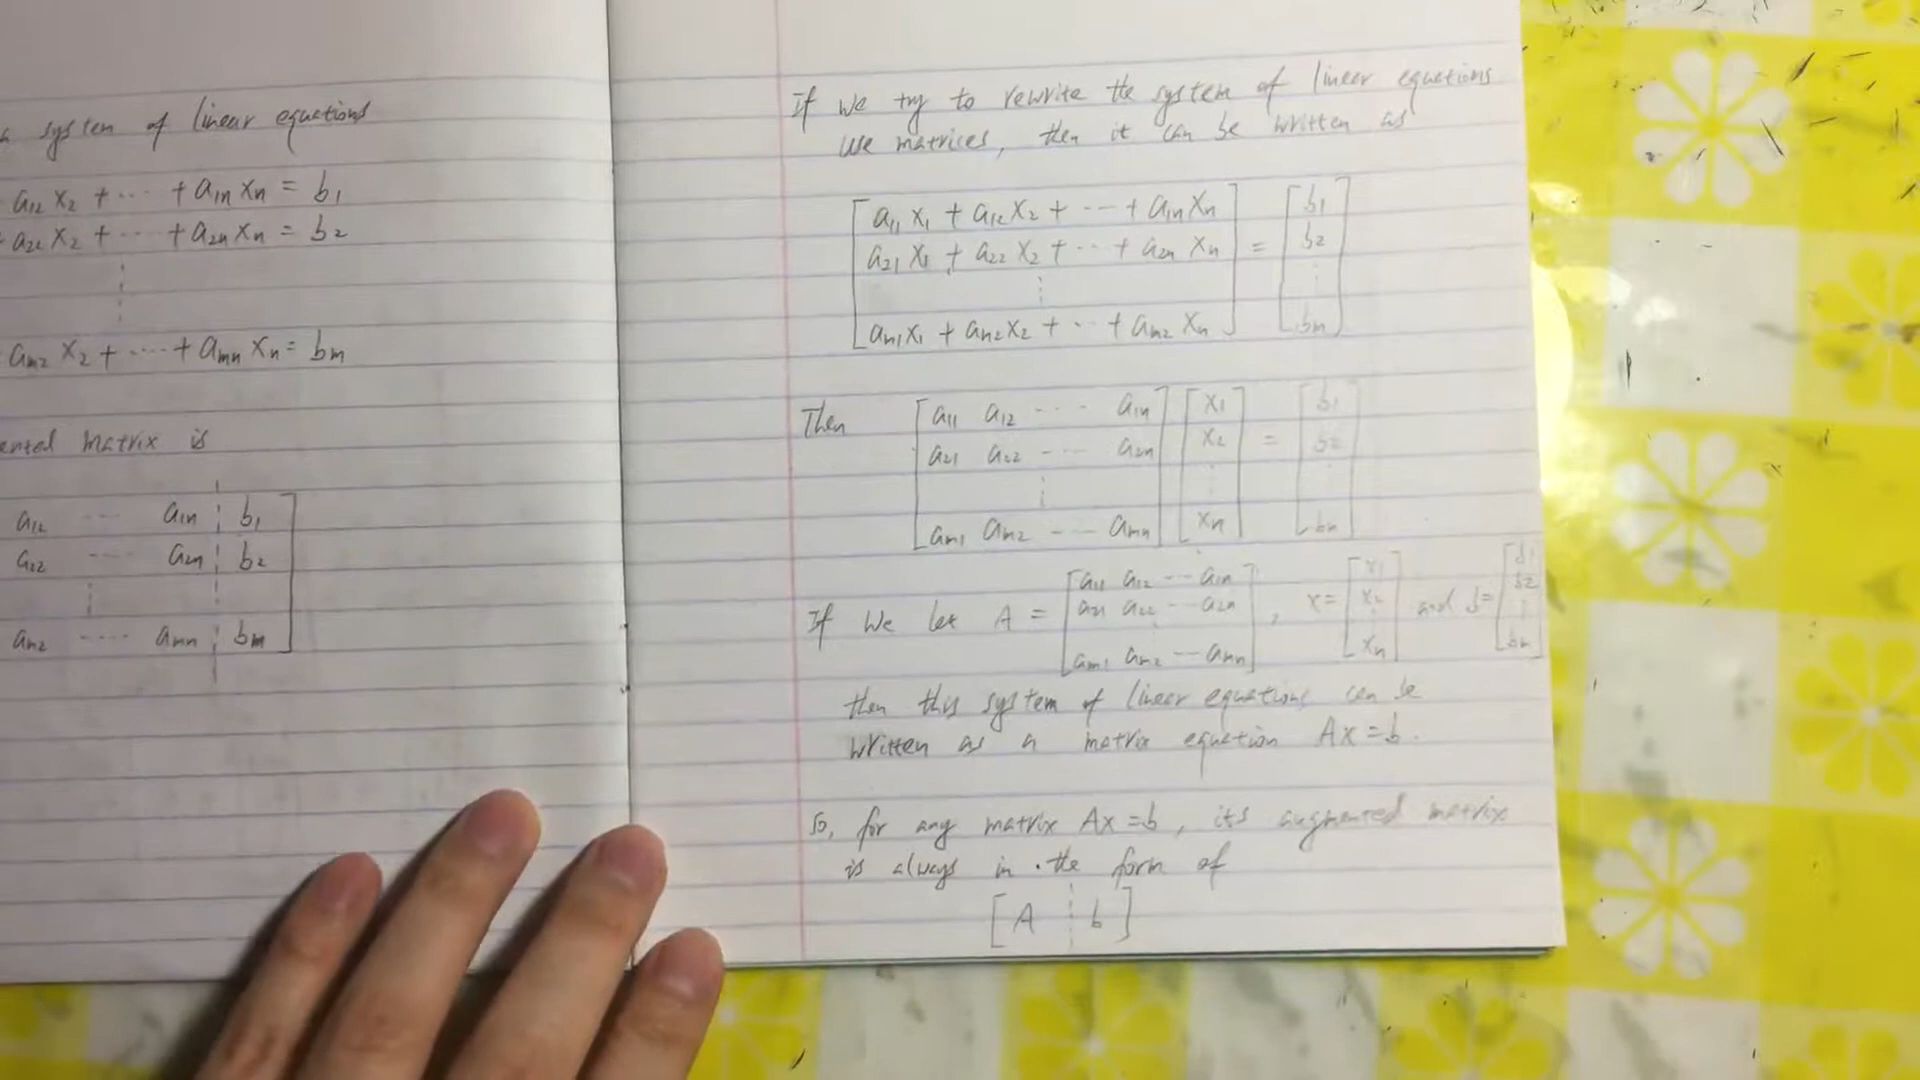 a system of linear equations
a12 x2 + ··· + a1n xn = b1
a22 x2 + ··· + a2n xn = b2
⋮
am2 x2 + ···· + amn xn = bm
ented matrix is
a12 ··· a1n ¦ b1 ]
a22 ···· a2n ¦ b2
⋮
am2 ···· amn ¦ bm ]
If we try to rewrite the system of linear equations
use matrices, then it can be written as
[ a11 x1 + a12 x2 + ··· + a1n xn ] = [ b1 ]
[ a21 x1 + a22 x2 + ··· + a2n xn ] [ b2 ]
⋮ ⋮
[ am1 x1 + am2 x2 + ··· + am2 xn ] [ bm ]
Then [ a11 a12 ··· a1n ] [ x1 ] = [ b1 ]
[ a21 a22 ··· a2n ] [ x2 ] [ b2 ]
⋮ ⋮ ⋮
[ am1 am2 ··· amn ] [ xn ] [ bm ]
If we let A = [ a11 a12 ··· a1n ; a21 a22 ··· a2n ; ⋮ ; am1 am2 ··· amn ] , x = [ x1 ; x2 ; ⋮ ; xn ] and b = [ b1 ; b2 ; ⋮ ; bm ]
then this system of linear equations can be
written as a matrix equation Ax = b.
So, for any matrix Ax = b, its augmented matrix
is always in the form of
[ A ¦ b ]